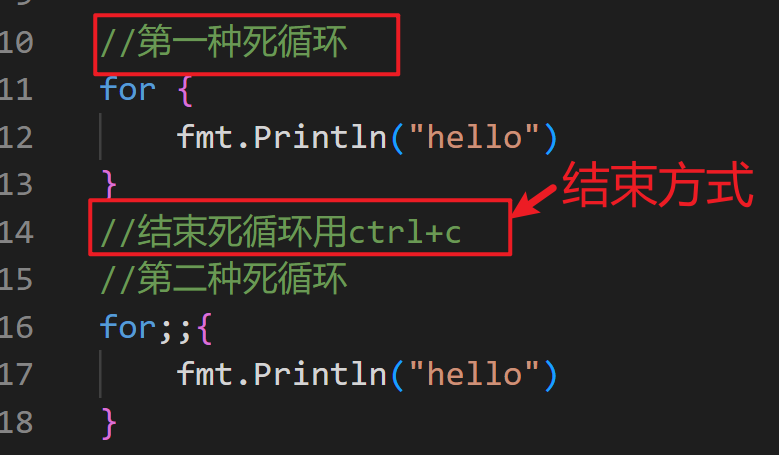 10 //第一种死循环
11 for {
12 fmt.Println("hello")
13 }
结束方式
14 //结束死循环用ctrl+c
15 //第二种死循环
16 for;;{
17 fmt.Println("hello")
18 }